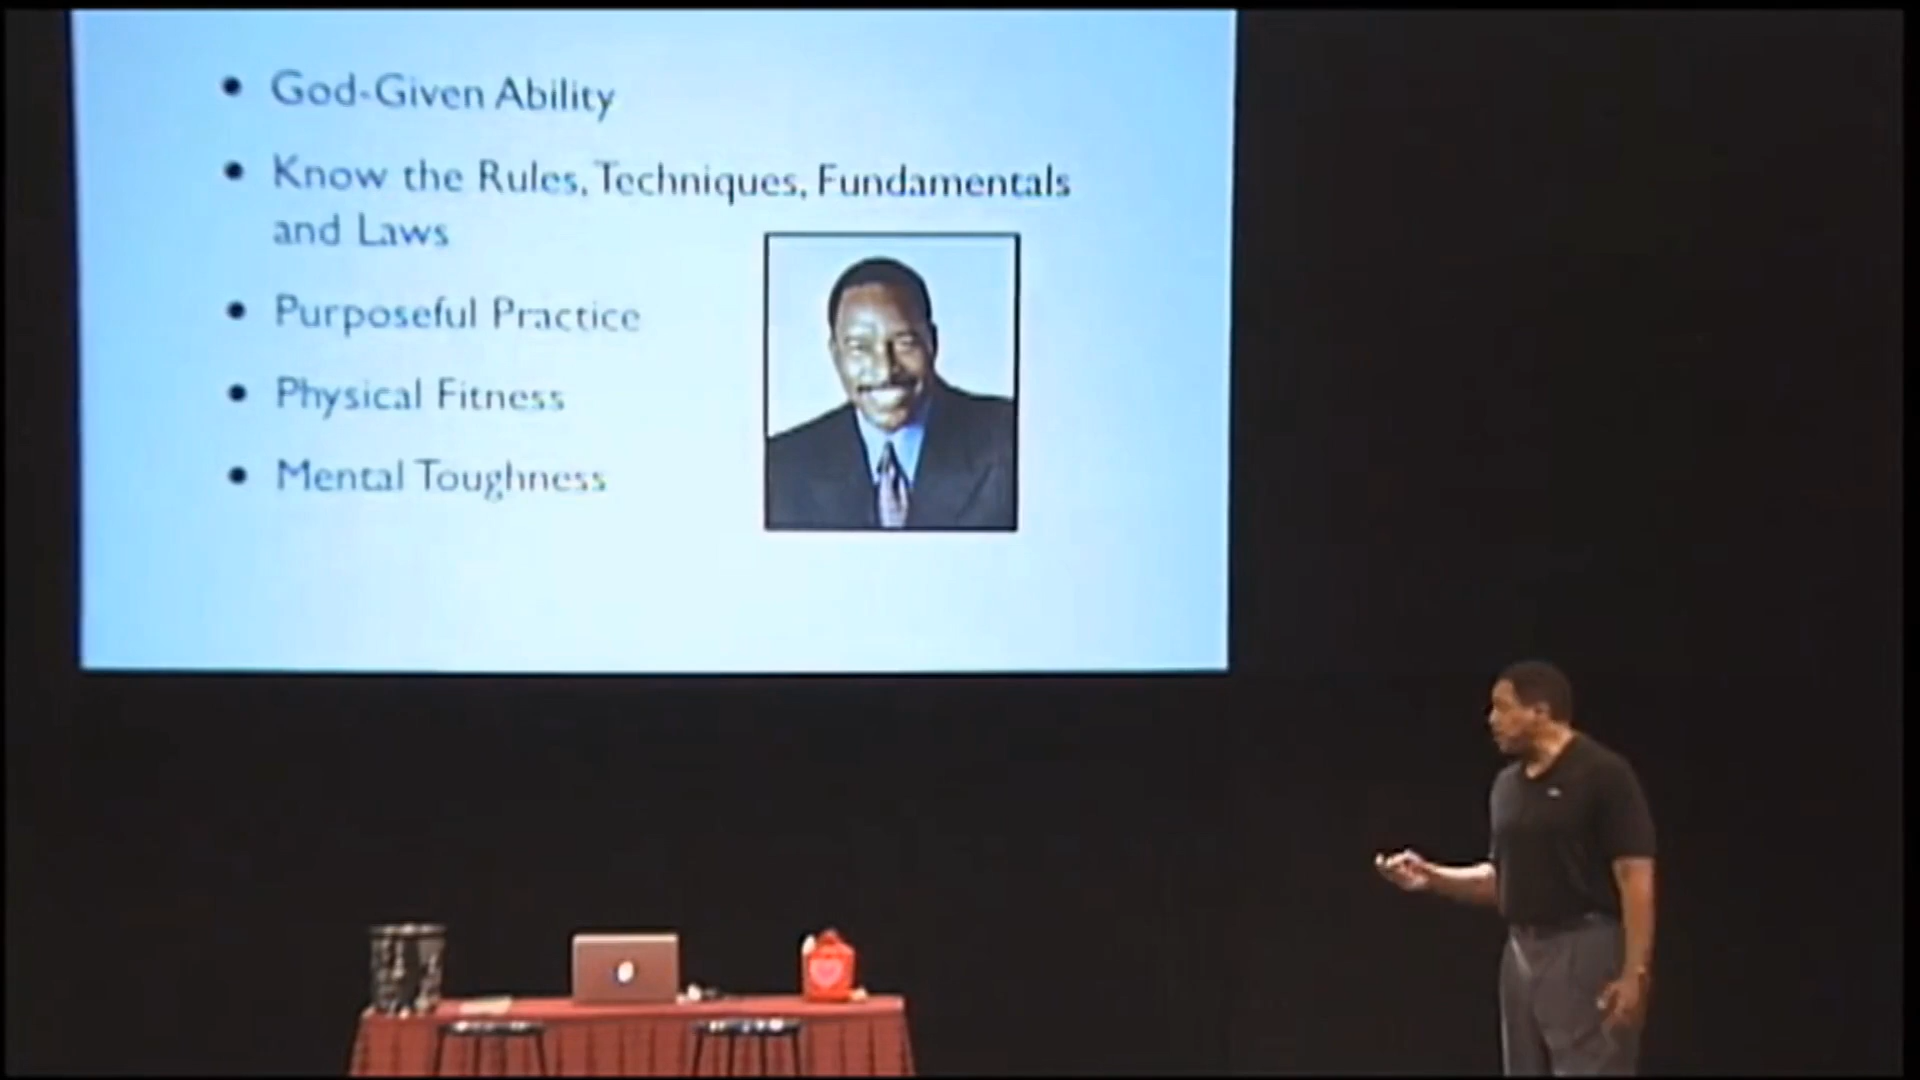 God-Given Ability
Know the Rules, Techniques, Fundamentals
and Laws
Purposeful Practice
Physical Fitness
Mental Toughness